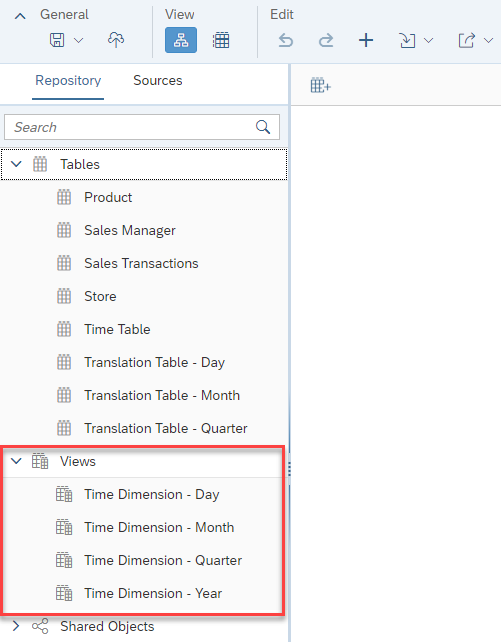 General View Edit
Repository Sources
Search
Tables
Product
Sales Manager
Sales Transactions
Store
Time Table
Translation Table - Day
Translation Table - Month
Translation Table - Quarter
Views
Time Dimension - Day
Time Dimension - Month
Time Dimension - Quarter
Time Dimension - Year
Shared Objects